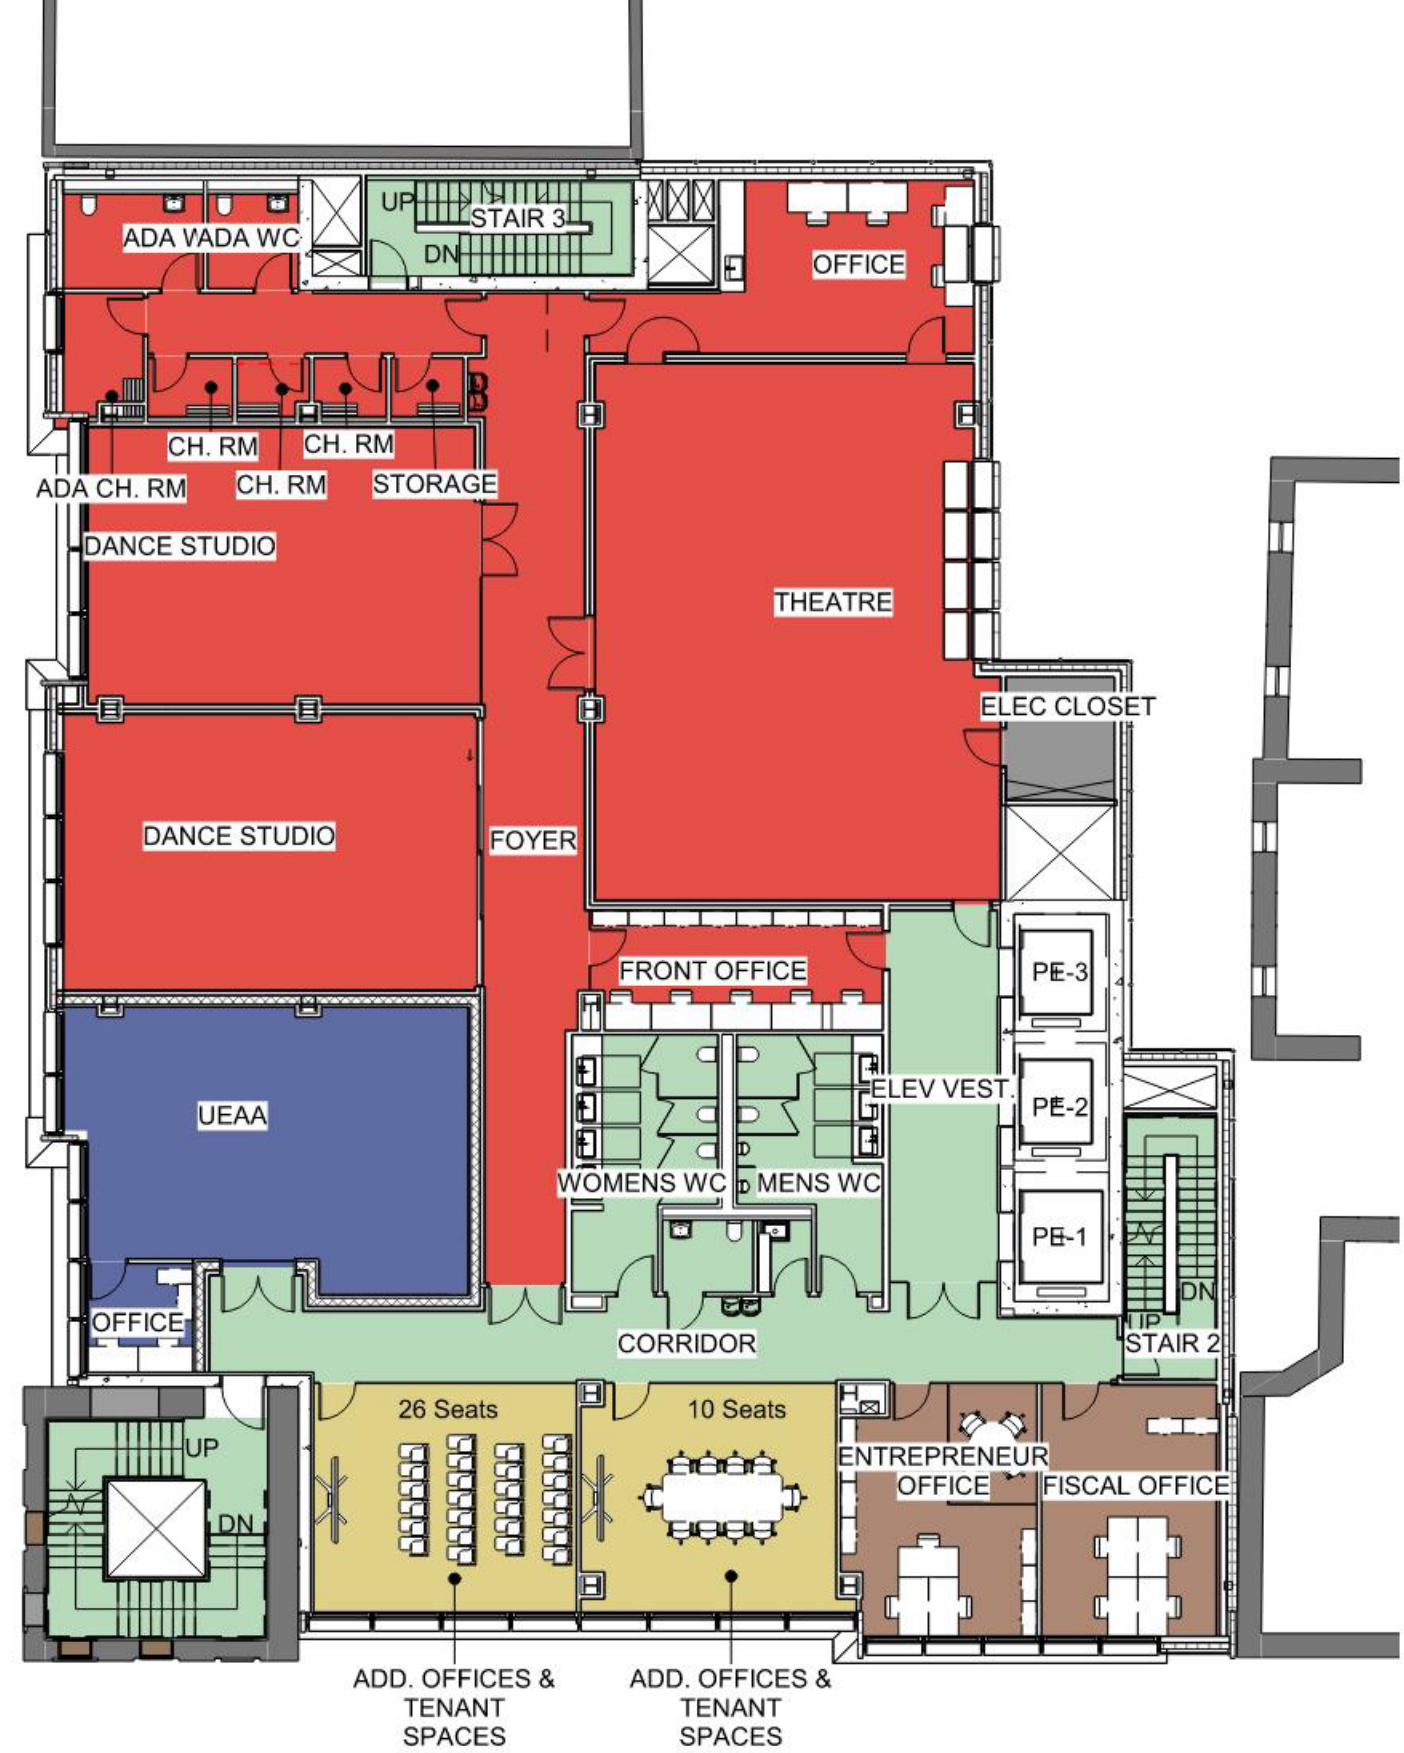 UP
STAIR 3
DN
ADA W
ADA WC
OFFICE
CH. RM
CH. RM
ADA CH. RM
CH. RM
STORAGE
DANCE STUDIO
THEATRE
ELEC CLOSET
DANCE STUDIO
FOYER
FRONT OFFICE
PE-3
UEAA
ELEV VEST.
PE-2
WOMENS WC
MENS WC
PE-1
DN
UP
OFFICE
CORRIDOR
STAIR 2
26 Seats
10 Seats
UP
ENTREPRENEUR
OFFICE
FISCAL OFFICE
DN
ADD. OFFICES &
TENANT
SPACES
ADD. OFFICES &
TENANT
SPACES